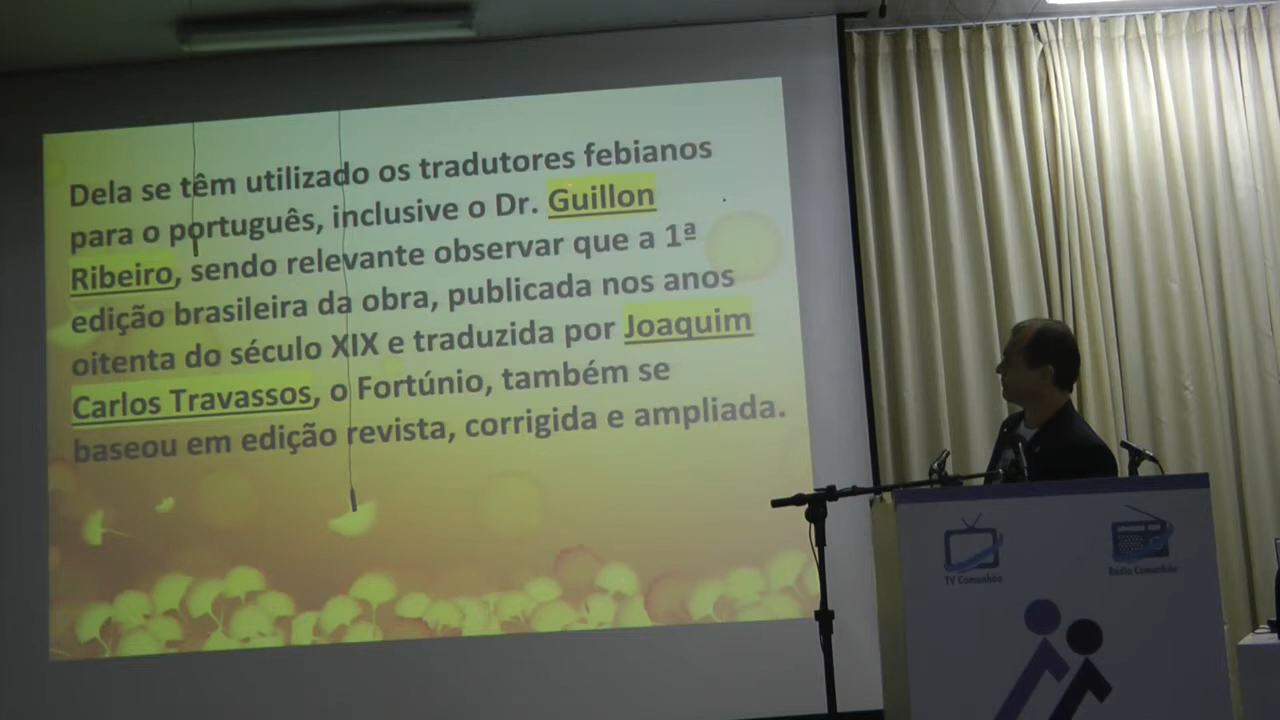 Dela se têm utilizado os tradutores febianos
para o português, inclusive o Dr. Guillon
Ribeiro, sendo relevante observar que a 1ª
edição brasileira da obra, publicada nos anos
oitenta do século XIX e traduzida por Joaquim
Carlos Travassos, o Fortúnio, também se
baseou em edição revista, corrigida e ampliada.
TV Comunhão
Rádio Comunhão